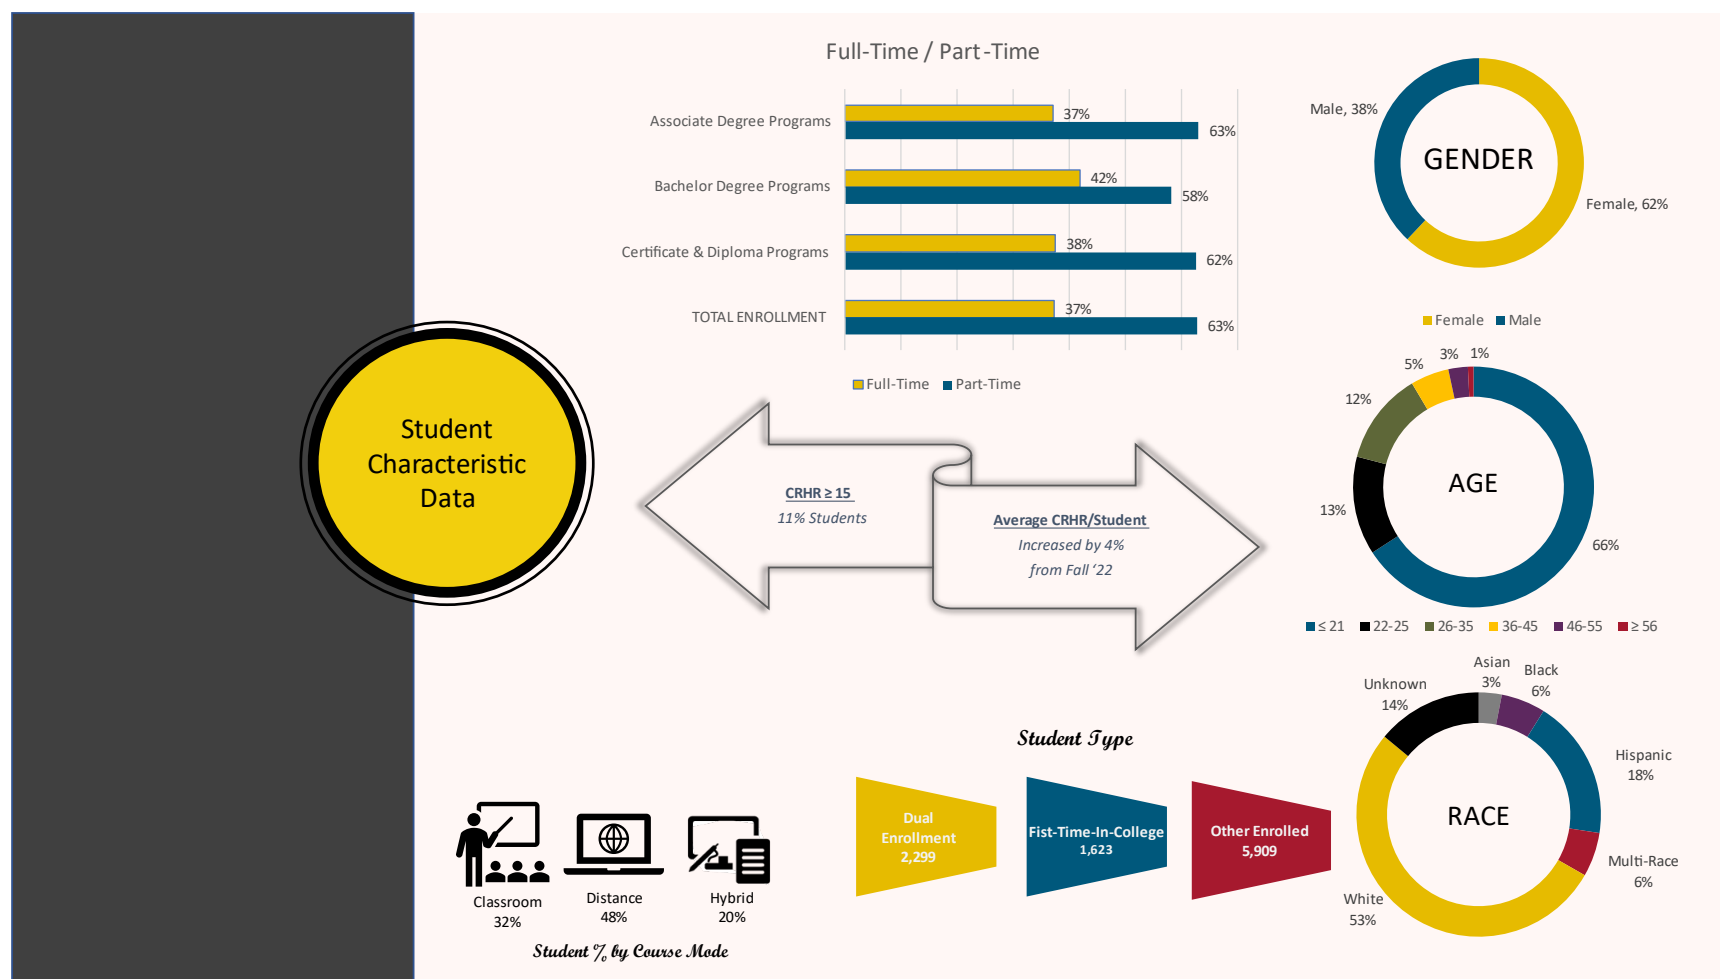 Student
Characteristic
Data
Full-Time / Part-Time
Associate Degree Programs
37%
63%
Bachelor Degree Programs
42%
58%
Certificate & Diploma Programs
38%
62%
TOTAL ENROLLMENT
37%
63%
Full-Time Part-Time
CRHR ≥ 15
11% Students
Average CRHR/Student
Increased by 4%
from Fall ‘22
Male, 38%
GENDER
Female, 62%
Female Male
1%
3%
5%
12%
13%
AGE
66%
≤ 21 22-25 26-35 36-45 46-55 ≥ 56
Asian
3%
Black
6%
Unknown
14%
Hispanic
18%
RACE
Multi-Race
6%
White
53%
Student Type
Dual
Enrollment
2,299
Fist-Time-In-College
1,623
Other Enrolled
5,909
Classroom
32%
Distance
48%
Hybrid
20%
Student % by Course Mode